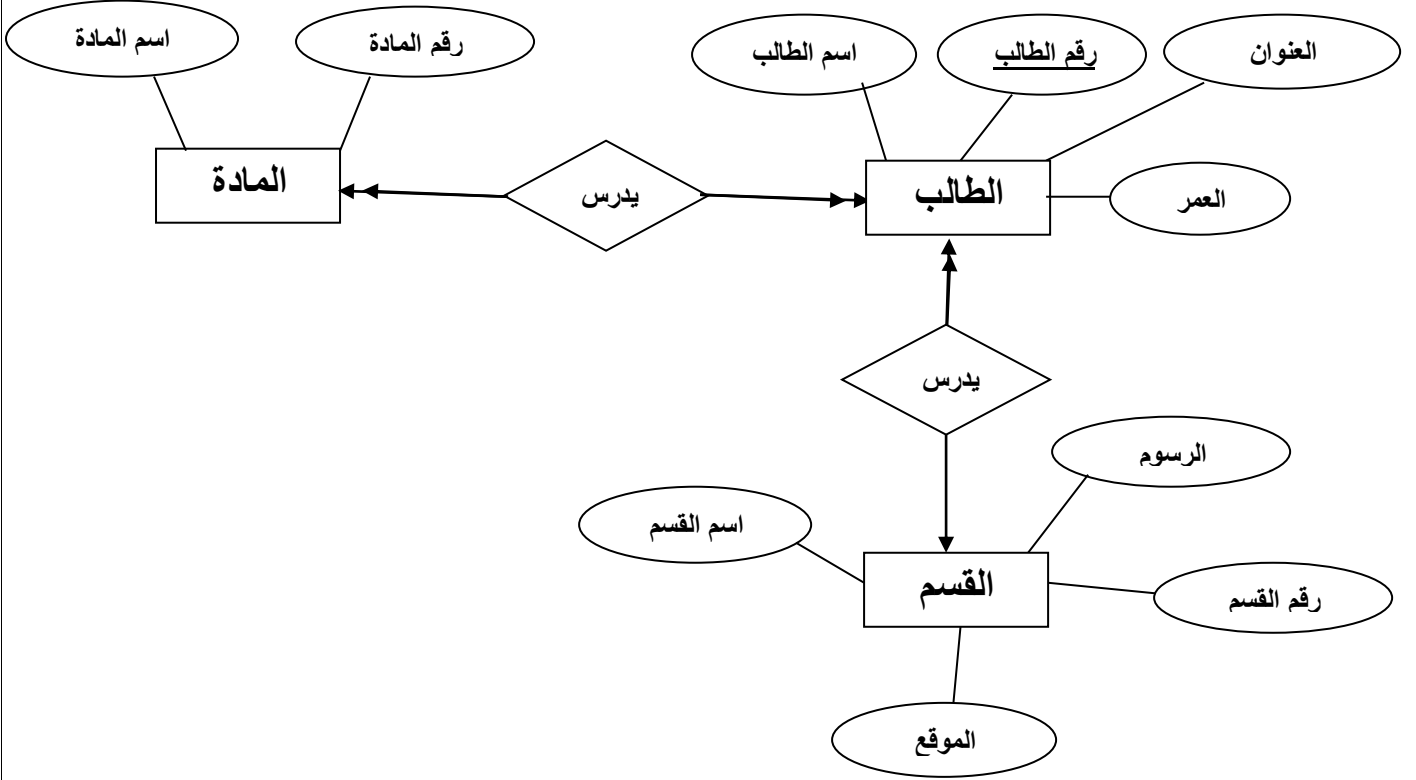 العنوان
رقم الطالب
اسم الطالب
رقم المادة
اسم المادة
الطالب
يدرس
المادة
العمر
يدرس
الرسوم
اسم القسم
القسم
رقم القسم
الموقع